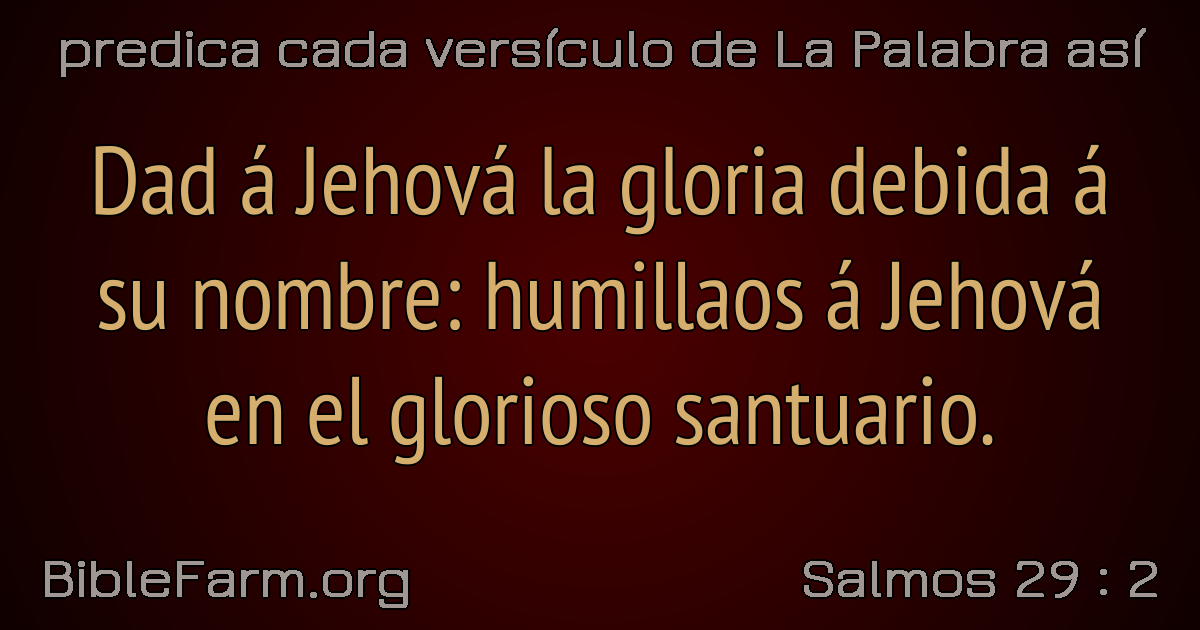 predica cada versículo de La Palabra así
Dad á Jehová la gloria debida á
su nombre: humillaos á Jehová
en el glorioso santuario.
BibleFarm.org
Salmos 29 : 2